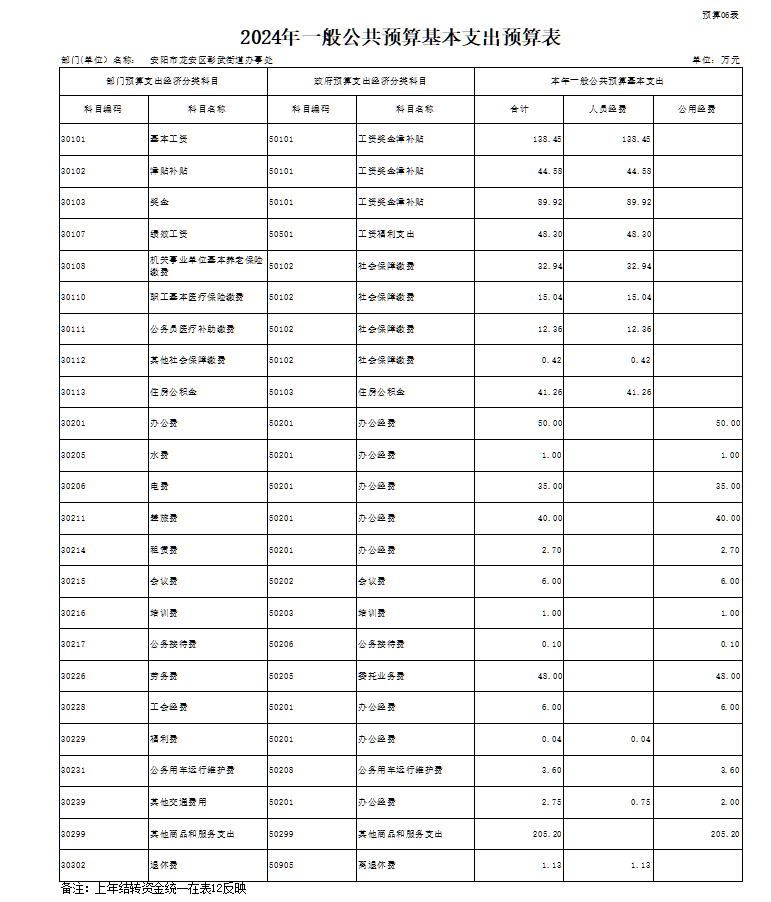 预算06表
2024年一般公共预算基本支出预算表
部门(单位) 名称: 安阳市龙安区彰武街道办事处 单位: 万元
部门预算支出经济分类科目 政府预算支出经济分类科目 本年一般公共预算基本支出
科目编码 科目名称 科目编码 科目名称 合计 人员经费 公用经费
30101 基本工资 50101 工资奖金津补贴 138.45 138.45
30102 津贴补贴 50101 工资奖金津补贴 44.58 44.58
30103 奖金 50101 工资奖金津补贴 89.92 89.92
30107 绩效工资 50501 工资福利支出 48.30 48.30
30108 机关事业单位基本养老保险缴费 50102 社会保障缴费 32.94 32.94
30110 职工基本医疗保险缴费 50102 社会保障缴费 15.04 15.04
30111 公务员医疗补助缴费 50102 社会保障缴费 12.36 12.36
30112 其他社会保障缴费 50102 社会保障缴费 0.42 0.42
30113 住房公积金 50103 住房公积金 41.26 41.26
30201 办公费 50201 办公经费 50.00 50.00
30205 水费 50201 办公经费 1.00 1.00
30206 电费 50201 办公经费 35.00 35.00
30211 差旅费 50201 办公经费 40.00 40.00
30214 租赁费 50201 办公经费 2.70 2.70
30215 会议费 50202 会议费 6.00 6.00
30216 培训费 50203 培训费 1.00 1.00
30217 公务接待费 50206 公务接待费 0.10 0.10
30226 劳务费 50205 委托业务费 48.00 48.00
30228 工会经费 50201 办公经费 6.00 6.00
30229 福利费 50201 办公经费 0.04 0.04
30231 公务用车运行维护费 50208 公务用车运行维护费 3.60 3.60
30239 其他交通费用 50201 办公经费 2.75 0.75 2.00
30299 其他商品和服务支出 50299 其他商品和服务支出 205.20 205.20
30302 退休费 50905 离退休费 1.13 1.13
备注：上年结转资金统一在表12反映